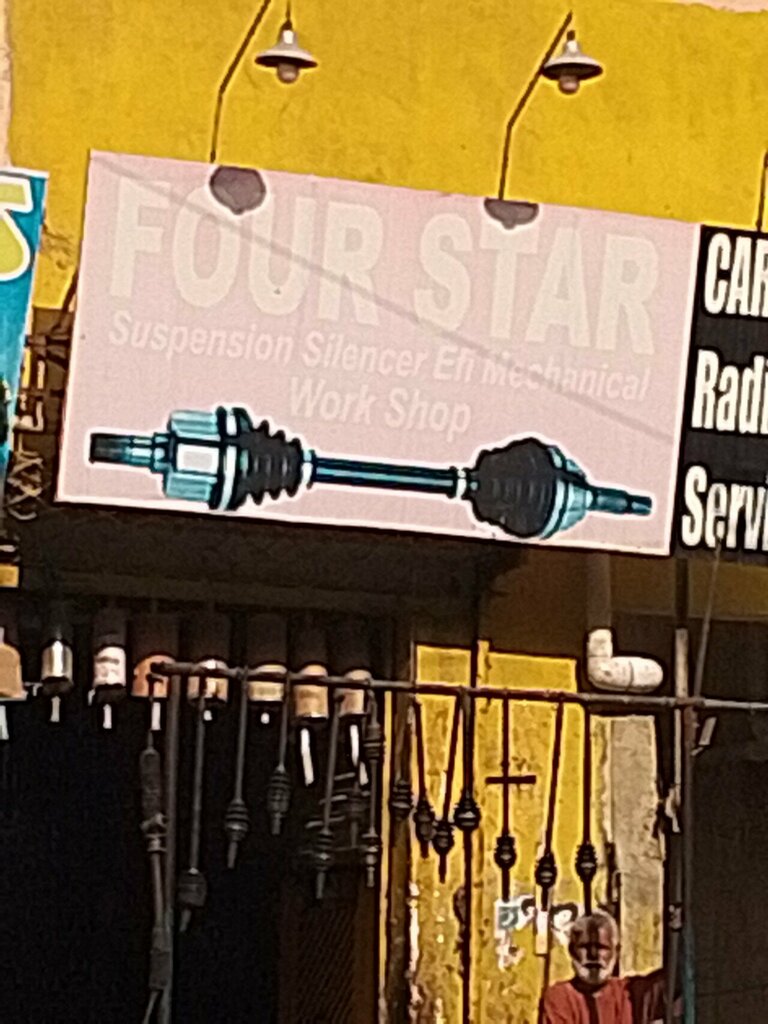 FOUR STAR
Suspension Silencer Efi Mechanical
Work Shop
CAR
Radi
Servi